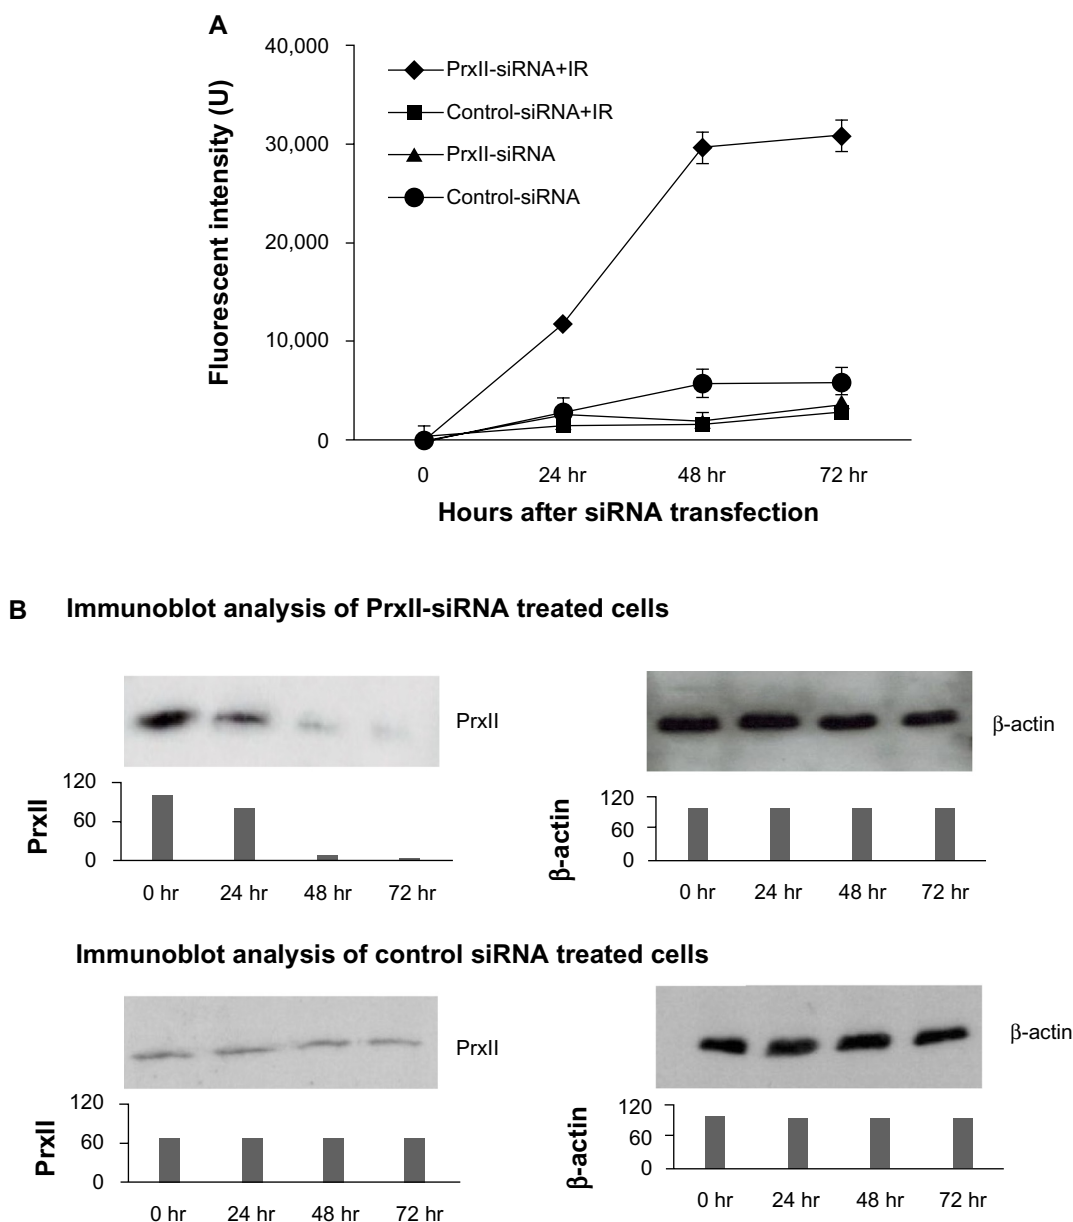 A
40,000
30,000
20,000
10,000
0
Fluorescent intensity (U)
PrxII-siRNA+IR
Control-siRNA+IR
PrxII-siRNA
Control-siRNA
0 24 hr 48 hr 72 hr
Hours after siRNA transfection
B Immunoblot analysis of PrxII-siRNA treated cells
PrxII
120
60
0
PrxII
0 hr 24 hr 48 hr 72 hr
β-actin
120
60
0
β-actin
0 hr 24 hr 48 hr 72 hr
Immunoblot analysis of control siRNA treated cells
PrxII
120
60
0
PrxII
0 hr 24 hr 48 hr 72 hr
β-actin
120
60
0
β-actin
0 hr 24 hr 48 hr 72 hr